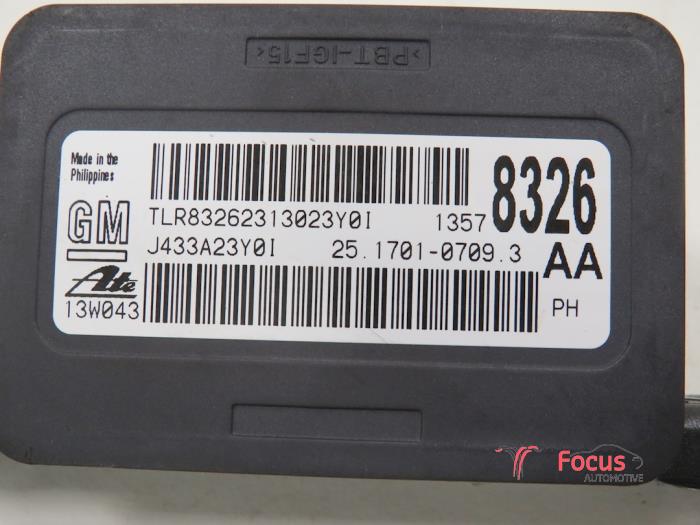 >PBT-IGF15<
Made in the
Philippines
GM
TLR83262313023Y0I 1357 8326
J433A23Y0I 25.1701-0709.3 AA
Ate
13W043 PH
Focus
AUTOMOTIVE